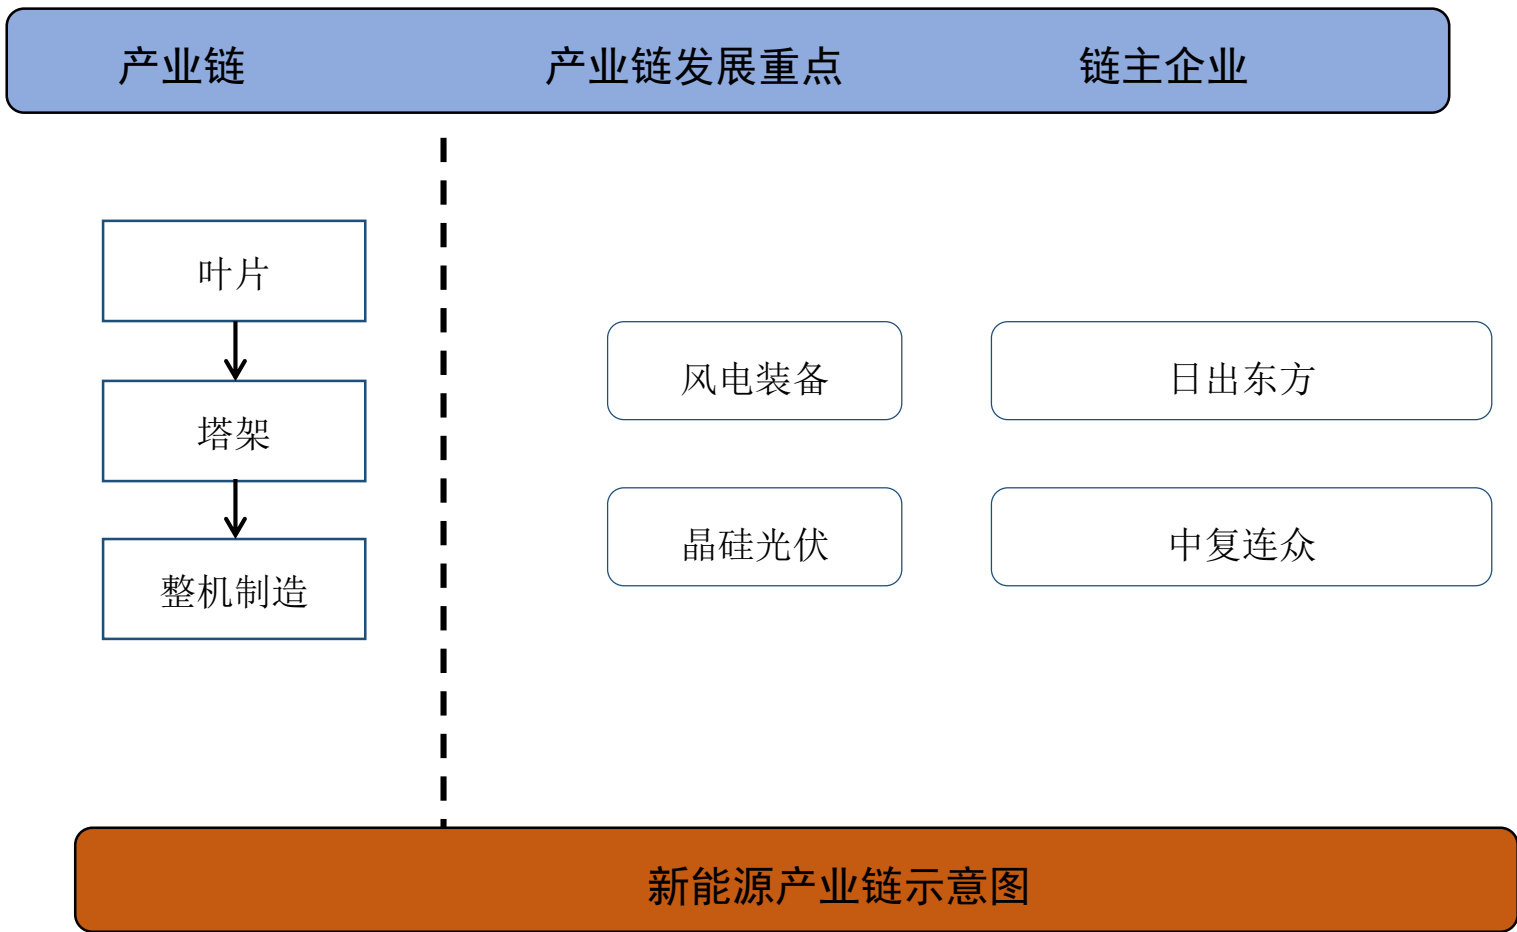 产业链 产业链发展重点 链主企业
叶片
塔架
整机制造
风电装备 日出东方
晶硅光伏 中复连众
新能源产业链示意图